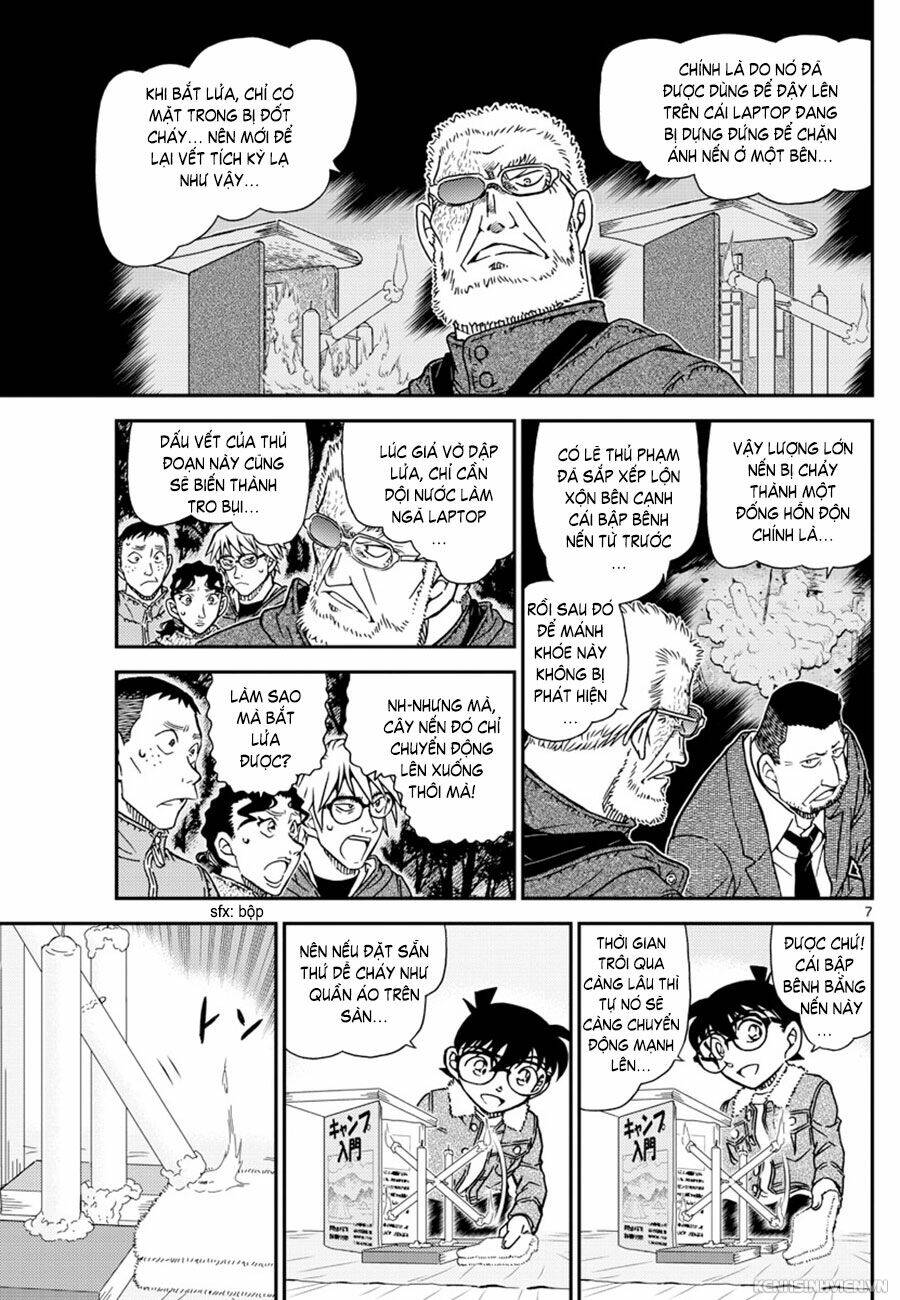 CHÍNH LÀ DO NÓ ĐÃ
ĐƯỢC DÙNG ĐỂ ĐẬY LÊN
TRÊN CÁI LAPTOP ĐANG
BỊ DỰNG ĐỨNG ĐỂ CHẶN
ÁNH NẾN Ở MỘT BÊN...
KHI BẮT LỬA, CHỈ CÓ
MẶT TRONG BỊ ĐỐT
CHÁY... NÊN MỚI ĐỂ
LẠI VẾT TÍCH KỲ LẠ
NHƯ VẬY...
VẬY LƯỢNG LỚN
NẾN BỊ CHẢY
THÀNH MỘT
ĐỐNG HỖN ĐỘN
CHÍNH LÀ...
CÓ LẼ THỦ PHẠM
ĐÃ SẮP XẾP LỘN
XỘN BÊN CẠNH
CÁI BẬP BÊNH
NẾN TỪ TRƯỚC
...
RỒI SAU ĐÓ
ĐỂ MÁNH
KHÓE NÀY
KHÔNG BỊ
PHÁT HIỆN
...
LÚC GIẢ VỜ DẬP
LỬA, CHỈ CẦN
DỘI NƯỚC LÀM
NGÃ LAPTOP
...
DẤU VẾT CỦA THỦ
ĐOẠN NÀY CŨNG
SẼ BIẾN THÀNH
TRO BỤI...
NH-NHƯNG MÀ,
CÂY NẾN ĐÓ CHỈ
CHUYỂN ĐỘNG
LÊN XUỐNG
THÔI MÀ!
LÀM SAO
MÀ BẮT
LỬA
ĐƯỢC?
7
ĐƯỢC CHỨ!
CÁI BẬP
BÊNH BẰNG
NẾN NÀY
...
THỜI GIAN
TRÔI QUA
CÀNG LÂU THÌ
TỰ NÓ SẼ
CÀNG CHUYỂN
ĐỘNG MẠNH
LÊN...
キャンプ
入門
NÊN NẾU ĐẶT SẴN
THỨ DỄ CHÁY NHƯ
QUẦN ÁO TRÊN
SÀN...
キャンプ
入門
sfx: bộp
トン
KENHSINHVIEN.VN